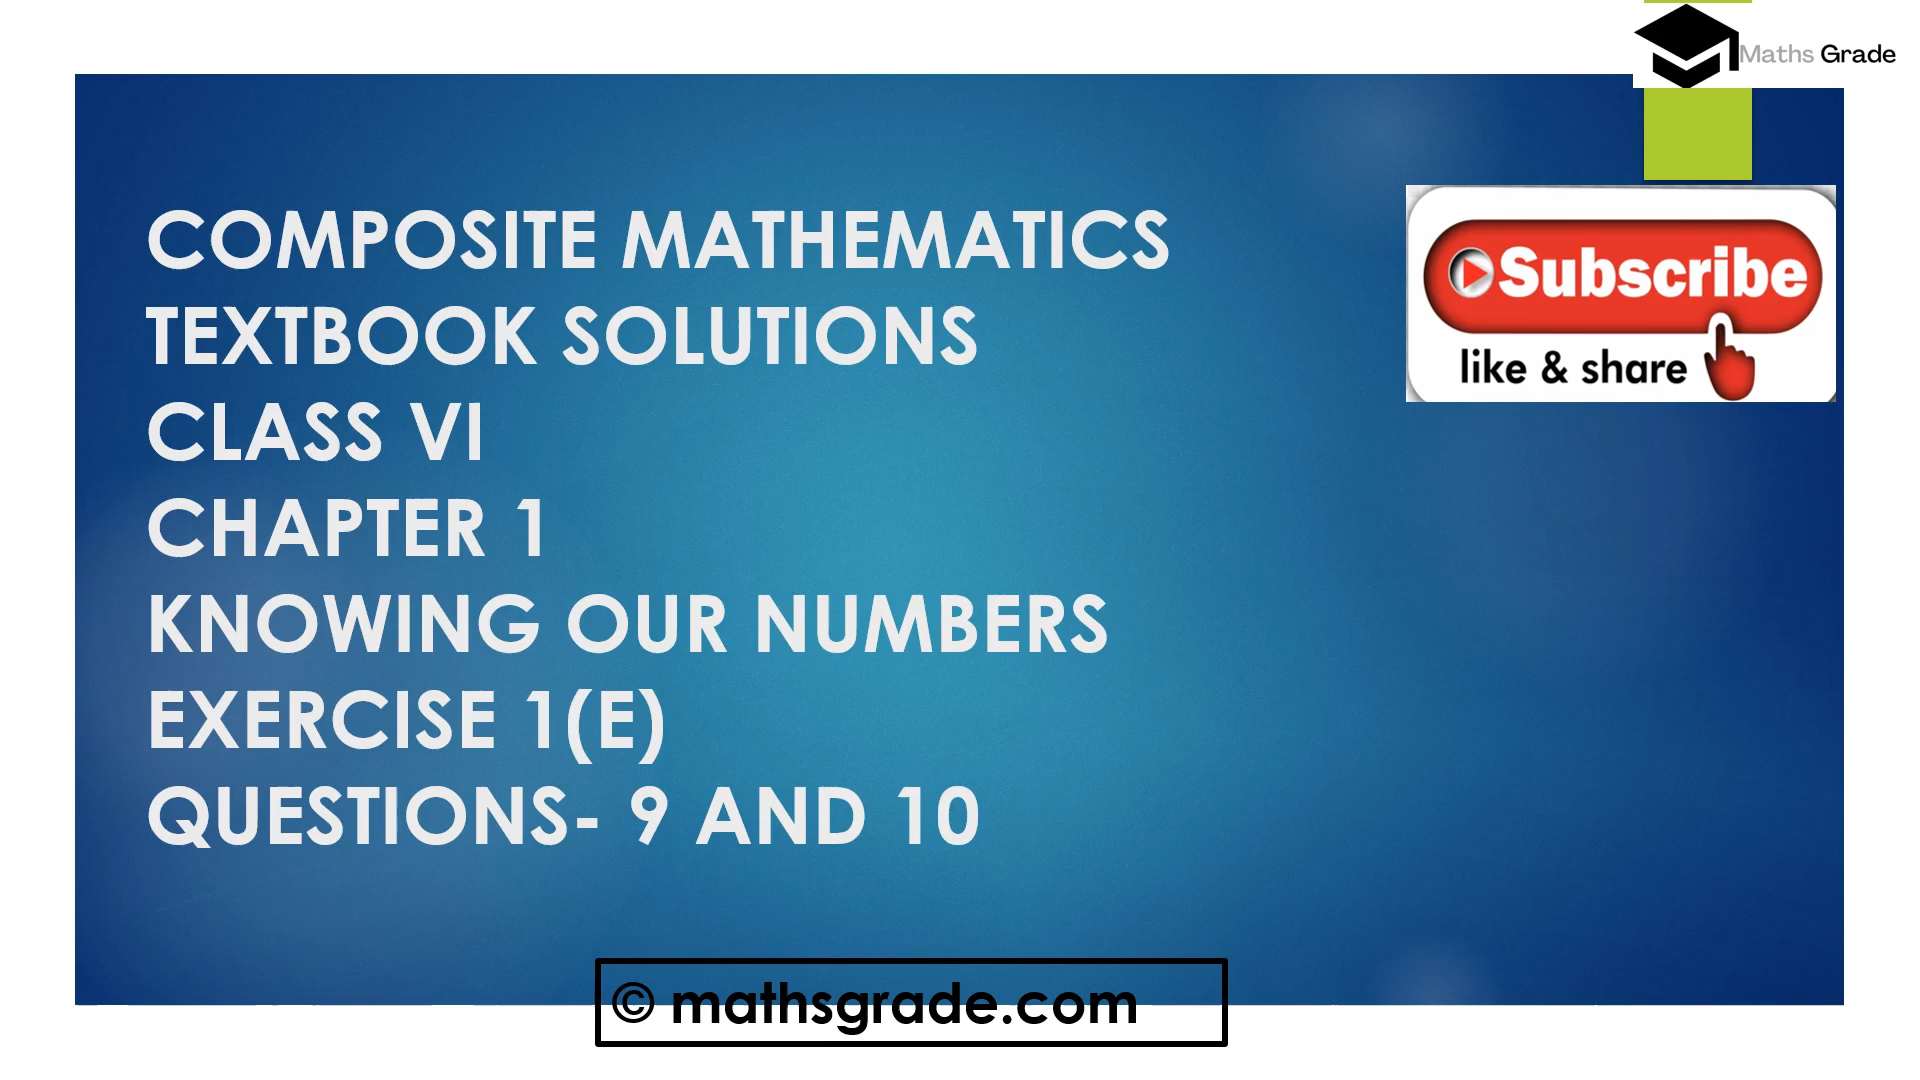 Maths Grade
COMPOSITE MATHEMATICS
TEXTBOOK SOLUTIONS
CLASS VI
CHAPTER 1
KNOWING OUR NUMBERS
EXERCISE 1(E)
QUESTIONS- 9 AND 10
Subscribe
like & share
© mathsgrade.com